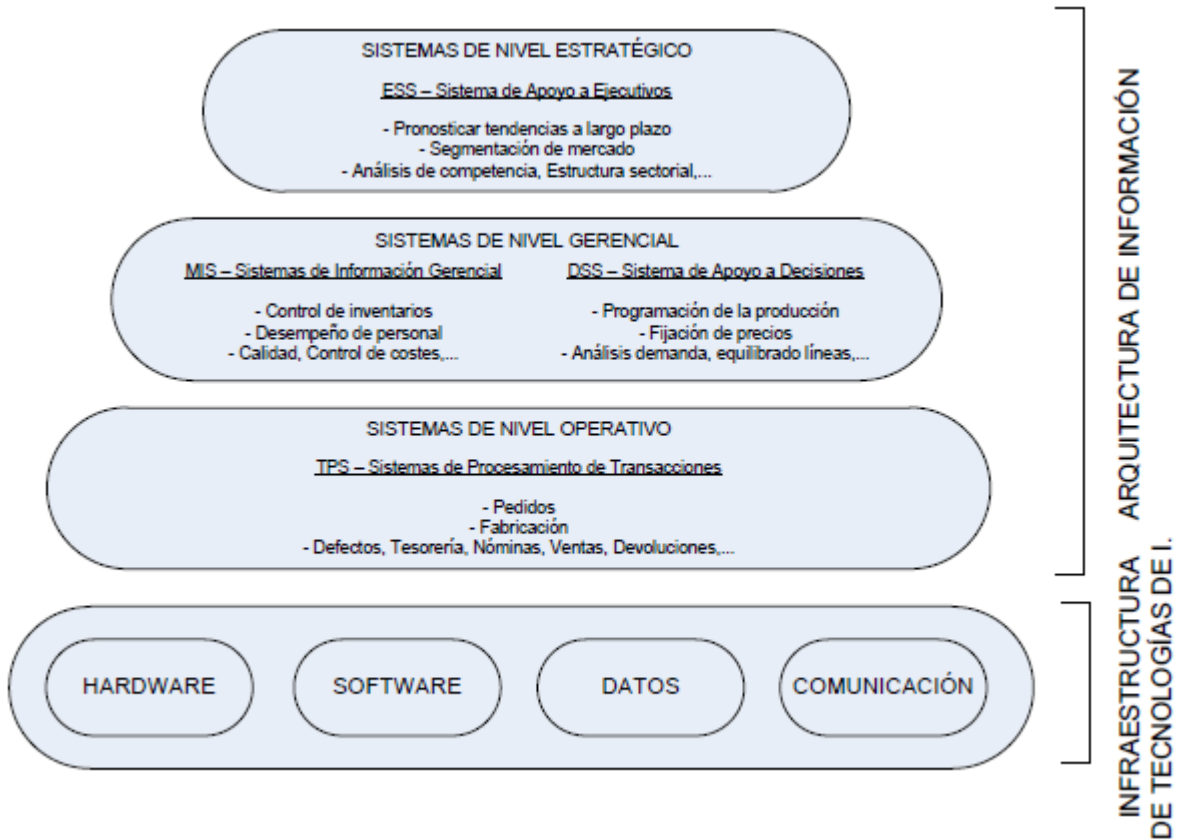 SISTEMAS DE NIVEL ESTRATÉGICO
ESS – Sistema de Apoyo a Ejecutivos
- Pronosticar tendencias a largo plazo
- Segmentación de mercado
- Análisis de competencia, Estructura sectorial,...
SISTEMAS DE NIVEL GERENCIAL
MIS – Sistemas de Información Gerencial
- Control de inventarios
- Desempeño de personal
- Calidad, Control de costes,...
DSS – Sistema de Apoyo a Decisiones
- Programación de la producción
- Fijación de precios
- Análisis demanda, equilibrado líneas,...
SISTEMAS DE NIVEL OPERATIVO
TPS – Sistemas de Procesamiento de Transacciones
- Pedidos
- Fabricación
- Defectos, Tesorería, Nóminas, Ventas, Devoluciones,...
HARDWARE
SOFTWARE
DATOS
COMUNICACIÓN
ARQUITECTURA DE INFORMACIÓN
INFRAESTRUCTURA
DE TECNOLOGÍAS DE I.